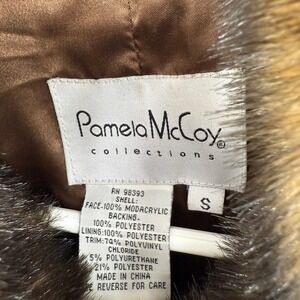 Pamela McCoy®
collections
S
RN 98393
SHELL:
FACE-100% MODACRYLIC
BACKING-
100% POLYESTER
LINING:100% POLYESTER
TRIM:74% POLYVINYL
CHLORIDE
5% POLYURETHANE
21% POLYESTER
MADE IN CHINA
REVERSE FOR CARE